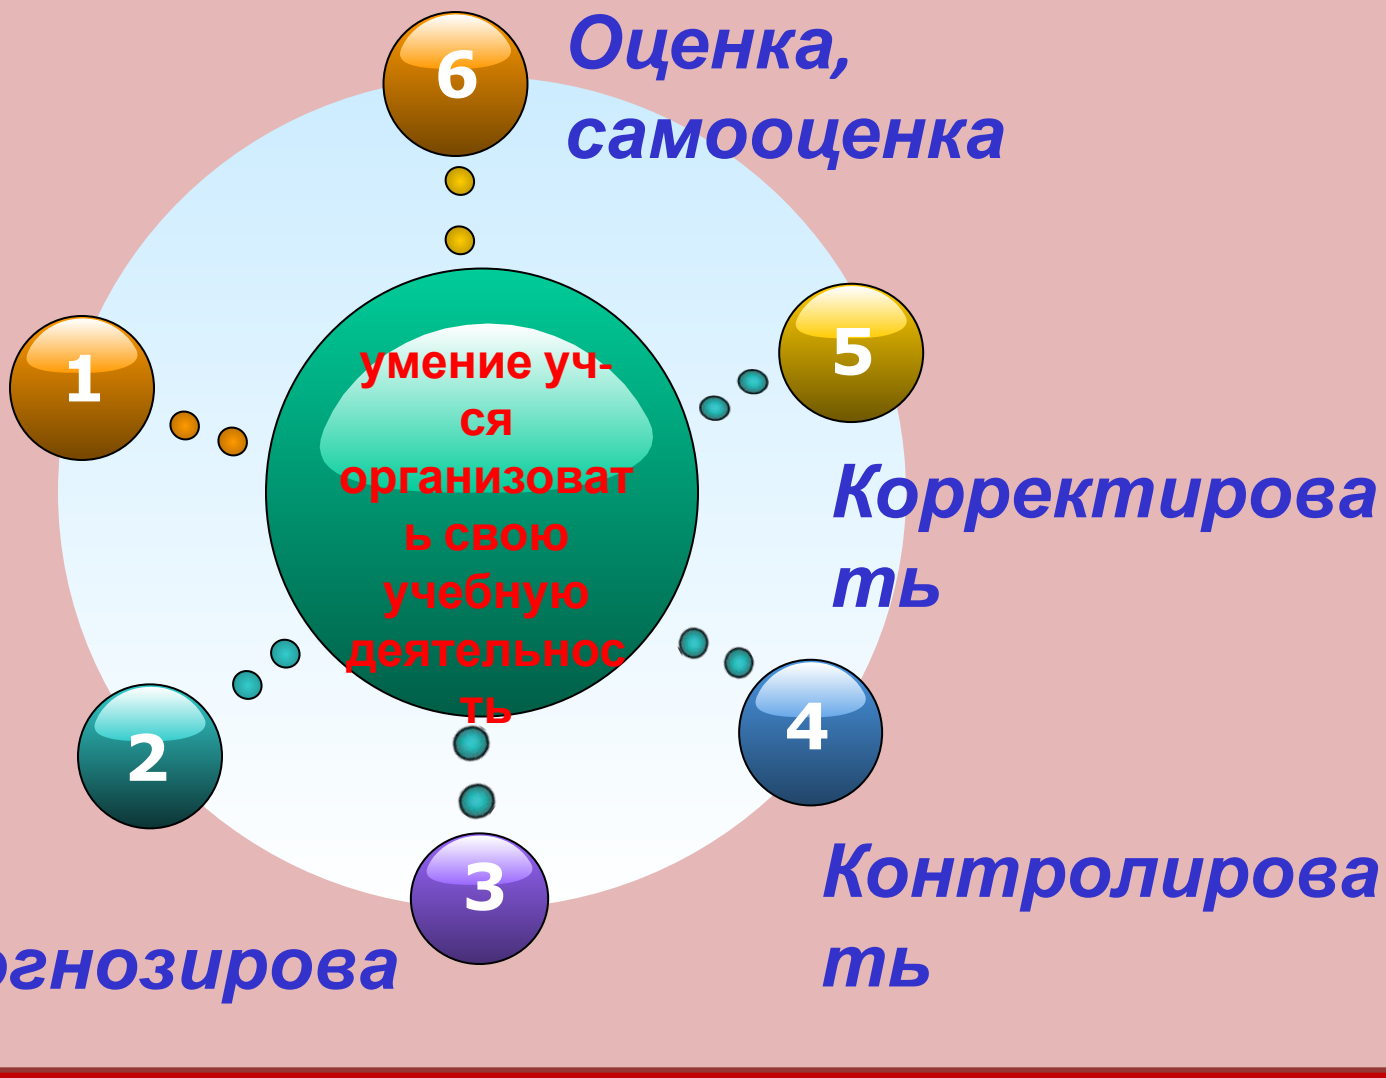 6
Оценка,
самооценка
1
5
умение уч-
ся
организоват
ь свою
учебную
деятельнос
ть
Корректирова
ть
2
4
3
Контролирова
ть
огнозирова